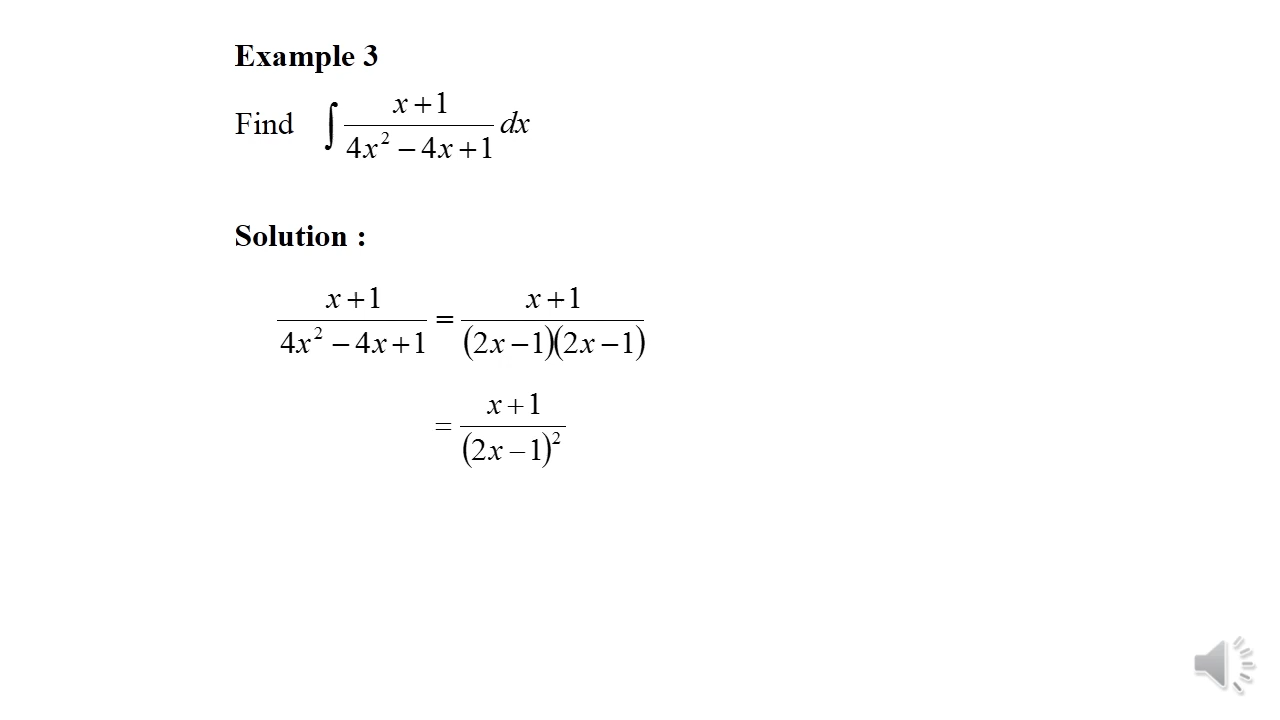 Example 3
Find ∫ (x+1)/(4x² − 4x + 1) dx
Solution :
(x+1)/(4x² − 4x + 1) = (x+1)/((2x − 1)(2x − 1))
= (x+1)/(2x − 1)²